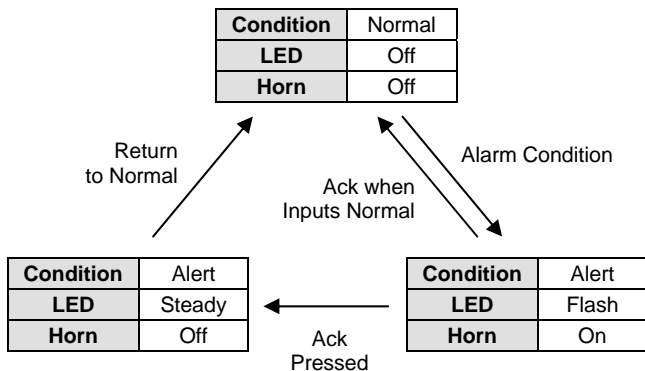 Condition Normal
LED Off
Horn Off
Return
to Normal
Alarm Condition
Ack when
Inputs Normal
Condition Alert
LED Steady
Horn Off
Ack
Pressed
Condition Alert
LED Flash
Horn On